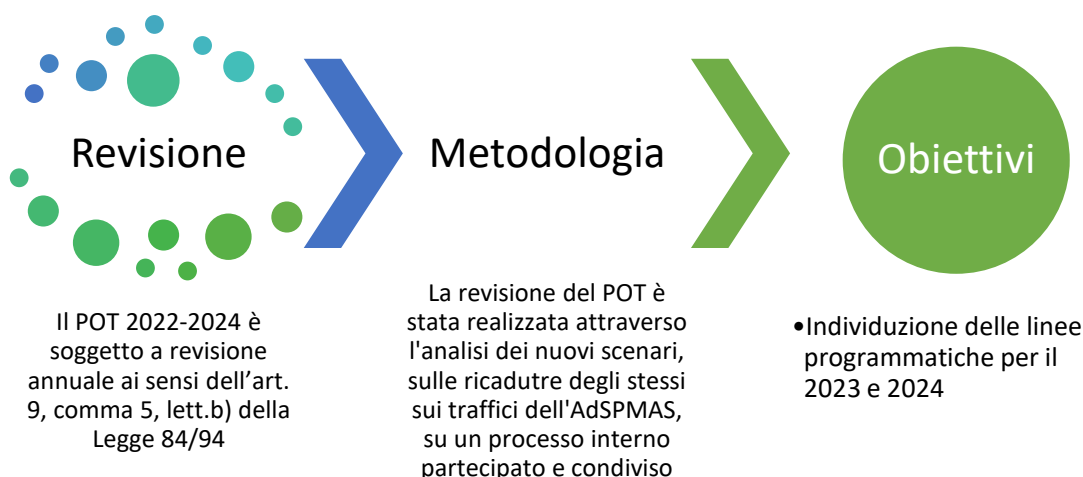 Revisione
Il POT 2022-2024 è
soggetto a revisione
annuale ai sensi dell’art.
9, comma 5, lett.b) della
Legge 84/94
Metodologia
La revisione del POT è
stata realizzata attraverso
l'analisi dei nuovi scenari,
sulle ricadutre degli stessi
sui traffici dell'AdSPMAS,
su un processo interno
partecipato e condiviso
Obiettivi
•Individuzione delle linee
programmatiche per il
2023 e 2024